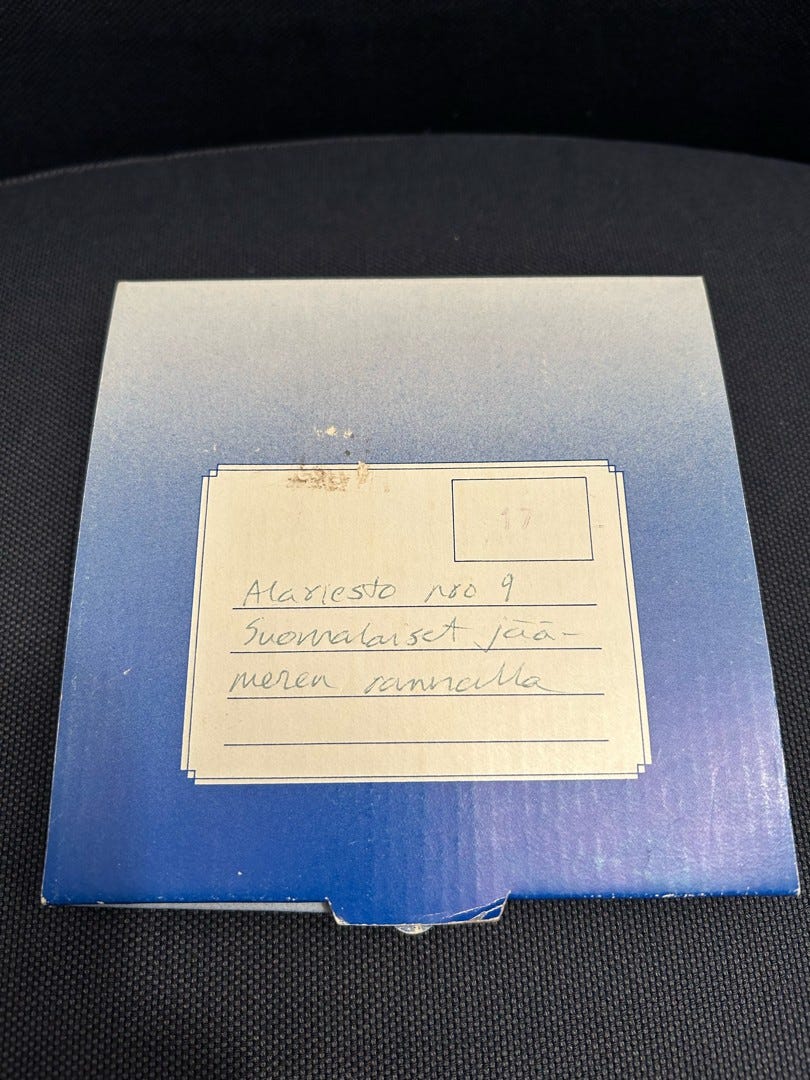 17
Alariesto nro 9
Suomalaiset jää-
meren rannalla